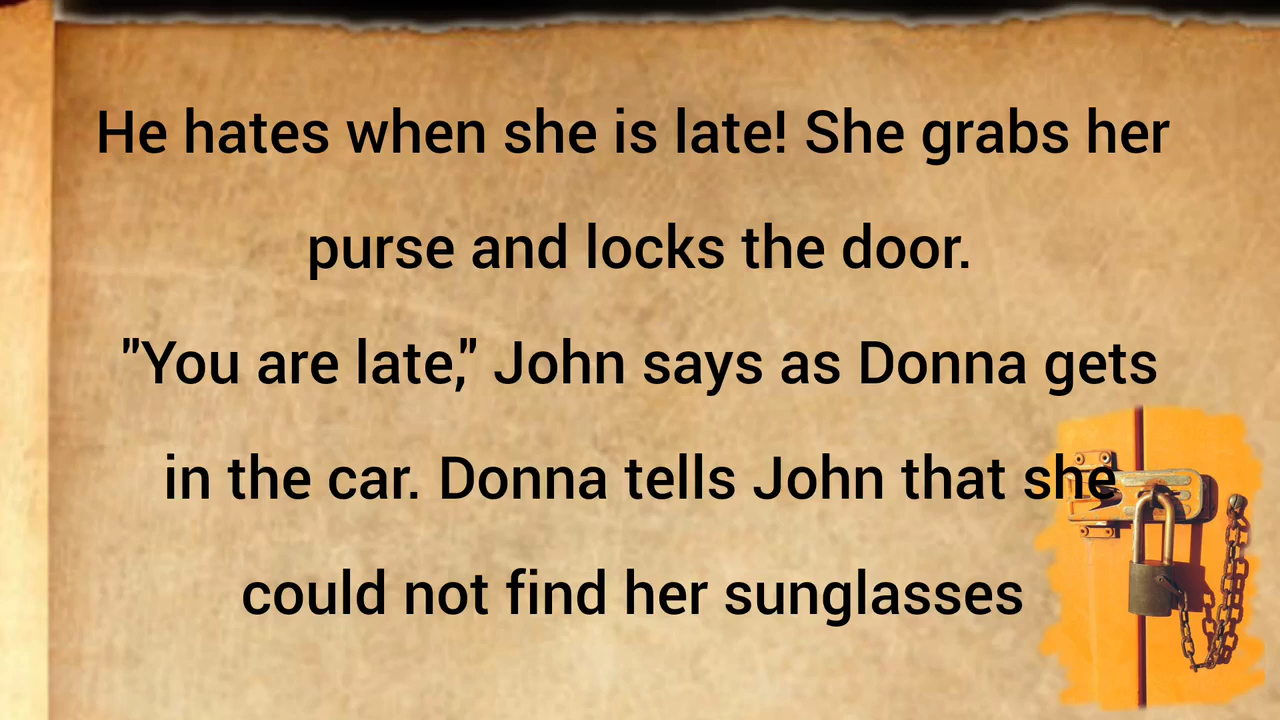 He hates when she is late! She grabs her
purse and locks the door.
"You are late," John says as Donna gets
in the car. Donna tells John that she
could not find her sunglasses